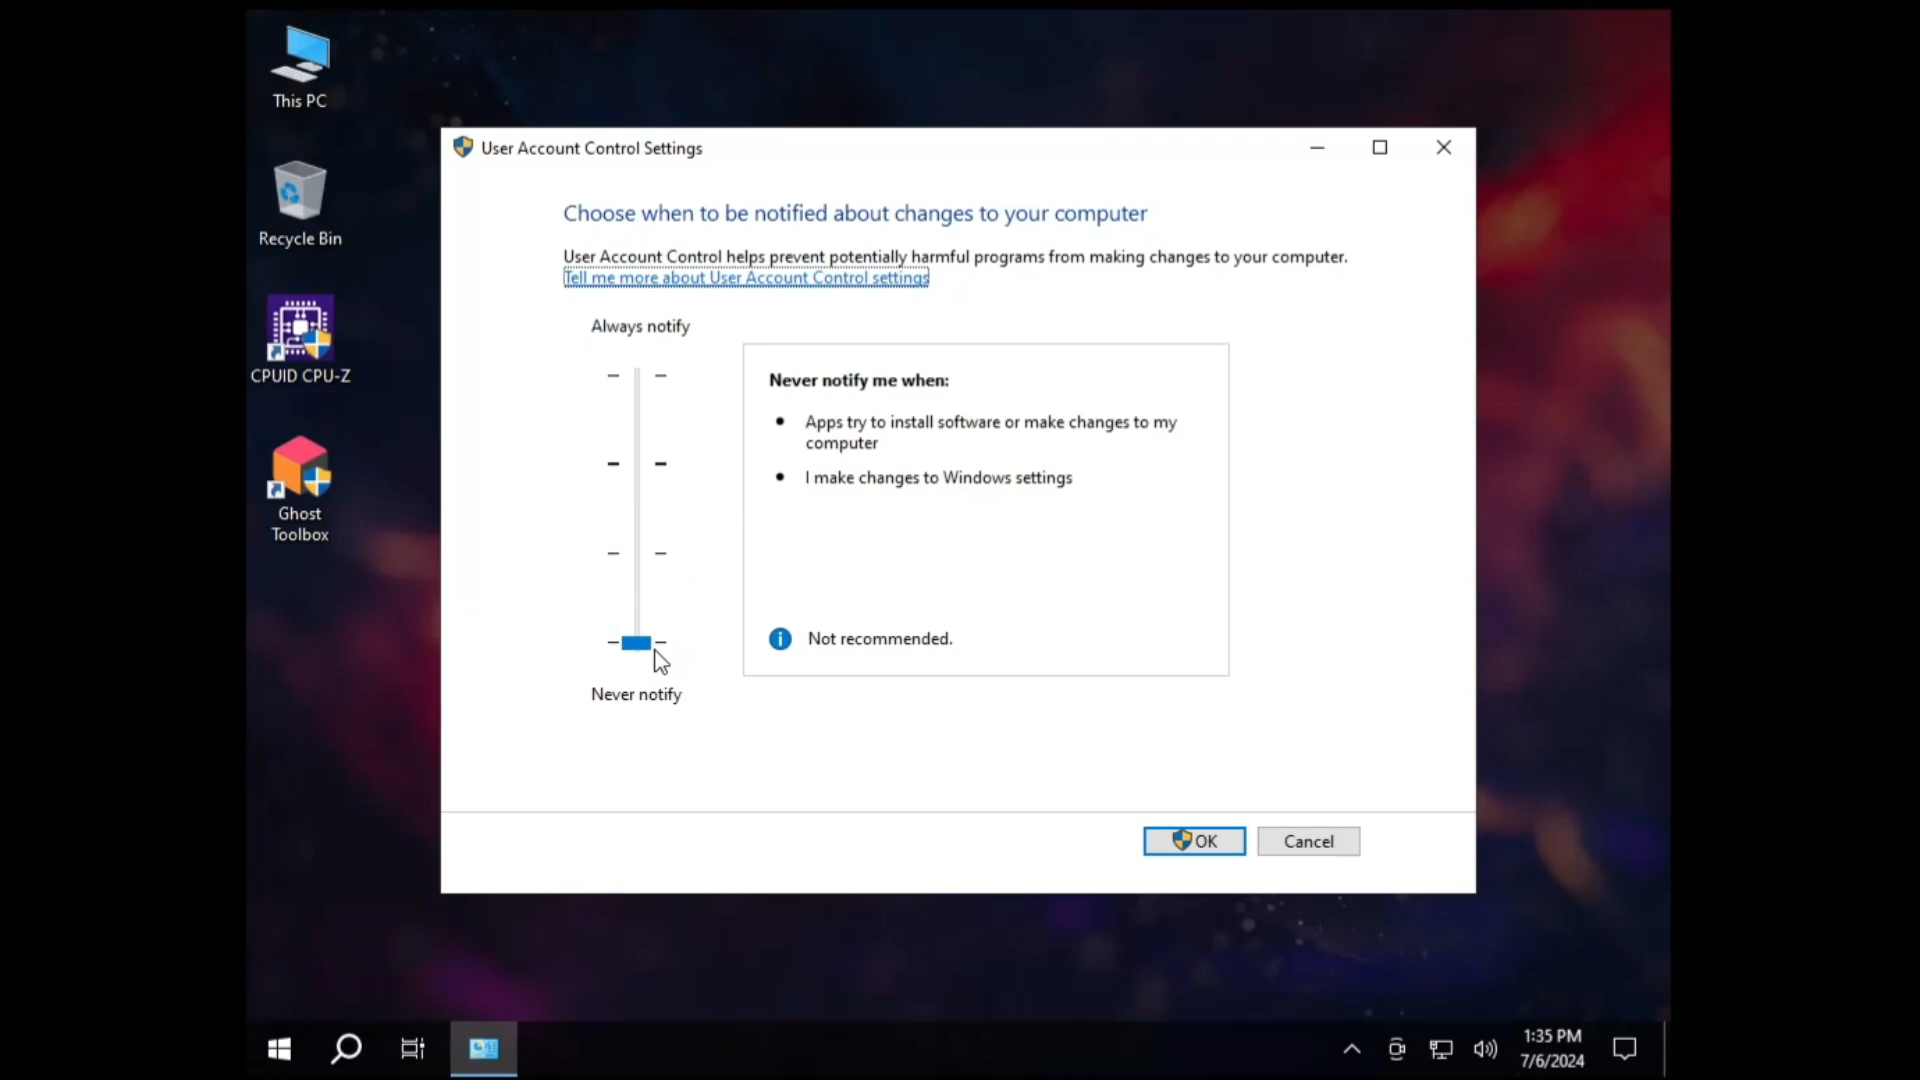 This PC
Recycle Bin
CPUID CPU-Z
Ghost
Toolbox
User Account Control Settings
Choose when to be notified about changes to your computer
User Account Control helps prevent potentially harmful programs from making changes to your computer.
Tell me more about User Account Control settings
Always notify
Never notify me when:
Apps try to install software or make changes to my
computer
I make changes to Windows settings
Not recommended.
Never notify
OK
Cancel
1:35 PM
7/6/2024